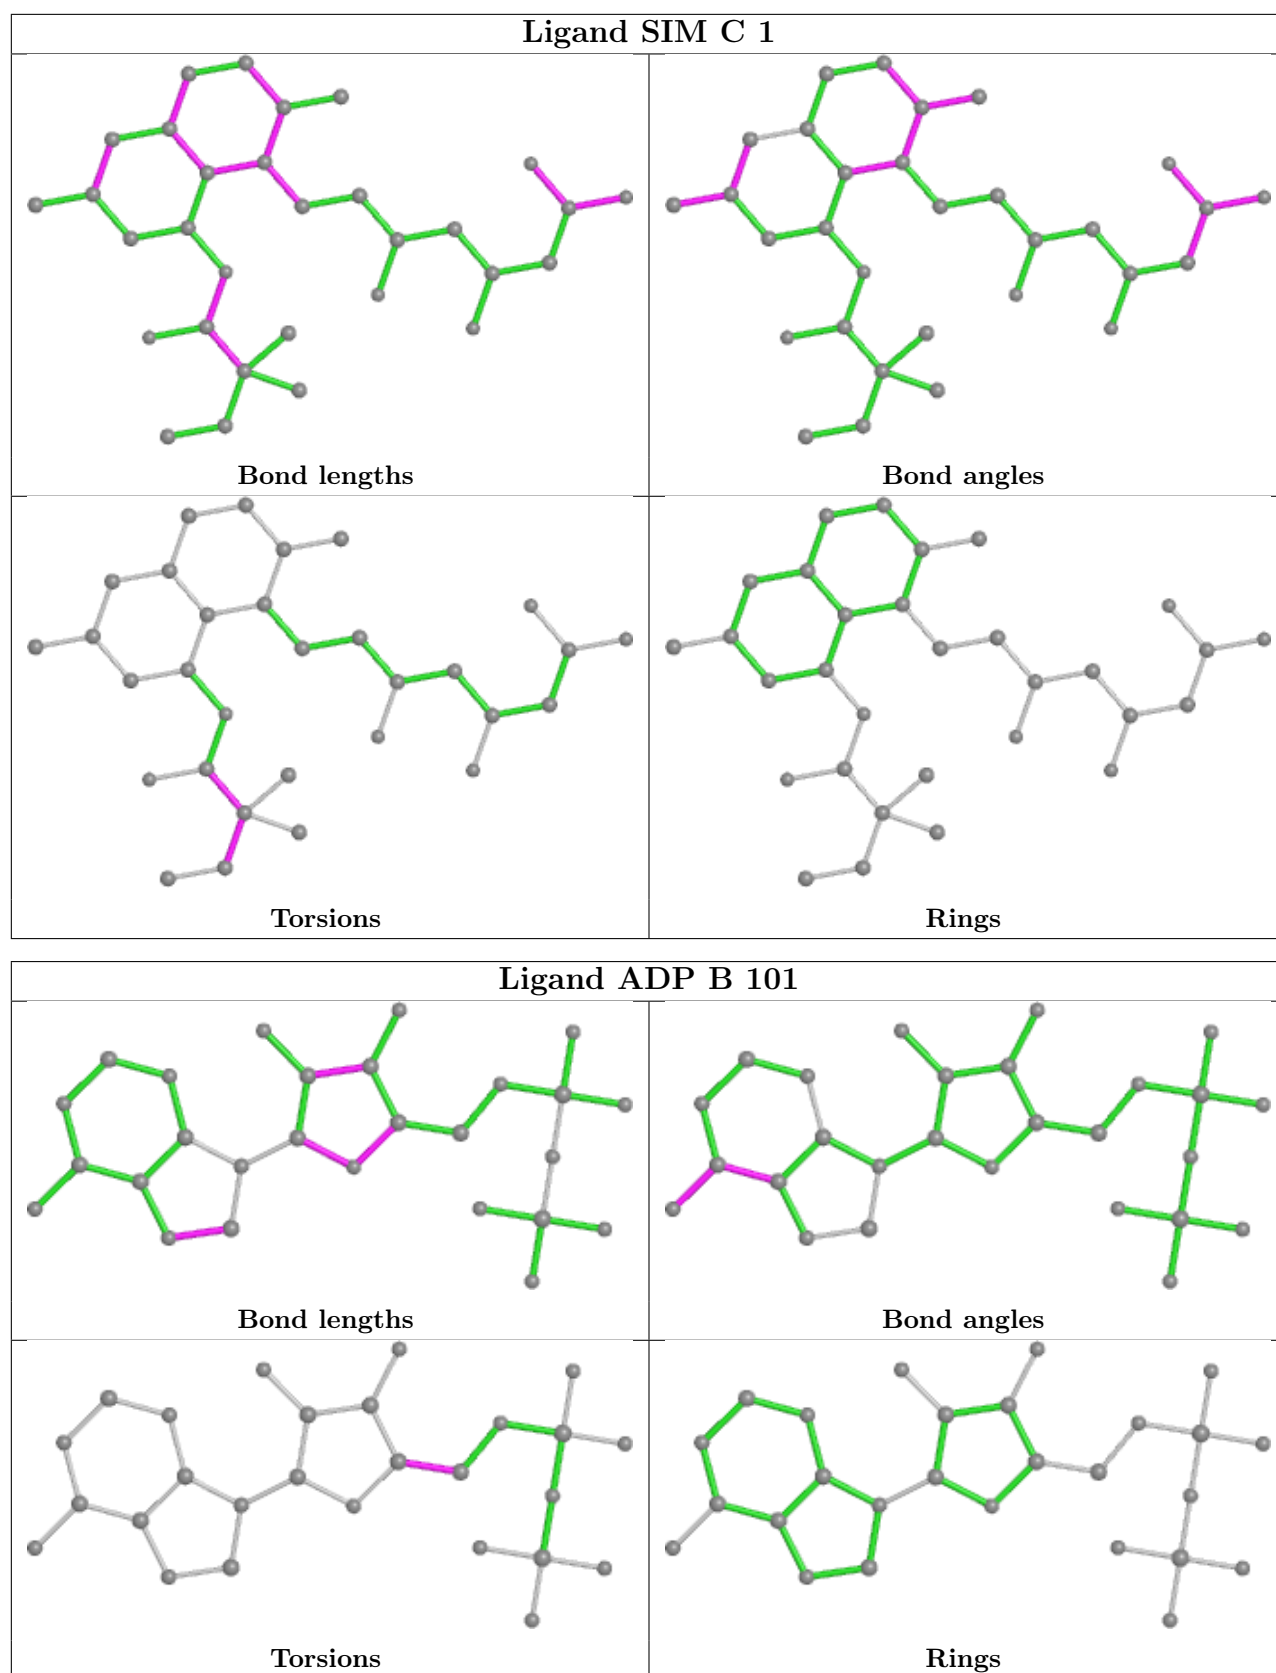 Ligand SIM C 1
Bond lengths
Bond angles
Torsions
Rings
Ligand ADP B 101
Bond lengths
Bond angles
Torsions
Rings